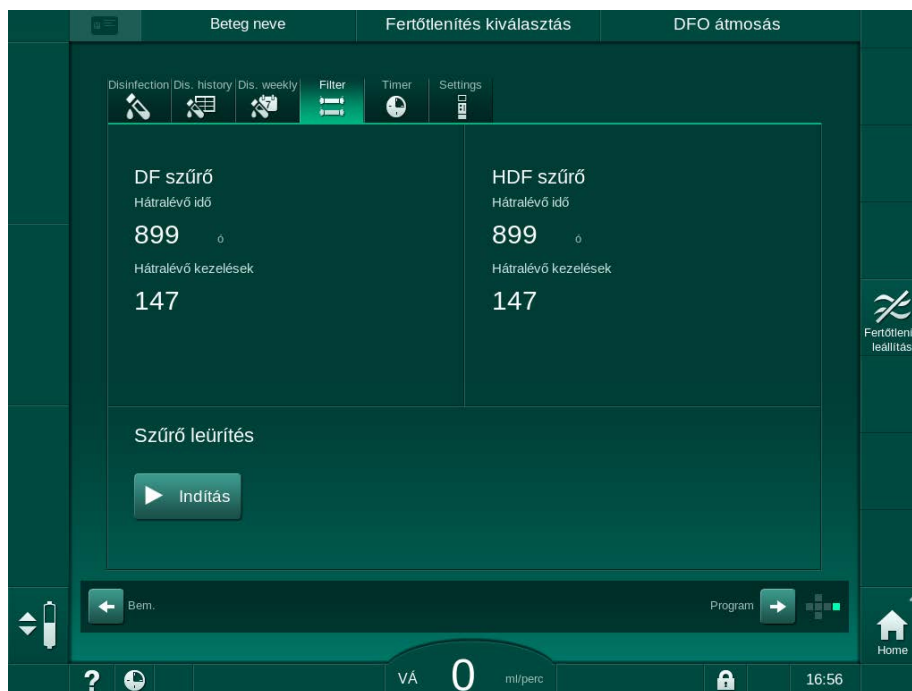 Beteg neve
Fertőtlenítés kiválasztás
DFO átmosás
Disinfection
Dis. history
Dis. weekly
Filter
Timer
Settings
DF szűrő
Hátralévő idő
899 ó
Hátralévő kezelések
147
HDF szűrő
Hátralévő idő
899 ó
Hátralévő kezelések
147
Fertőtlení
leállítás
Szűrő leürítés
Indítás
Bem.
Program
Home
?
VÁ 0 ml/perc
16:56